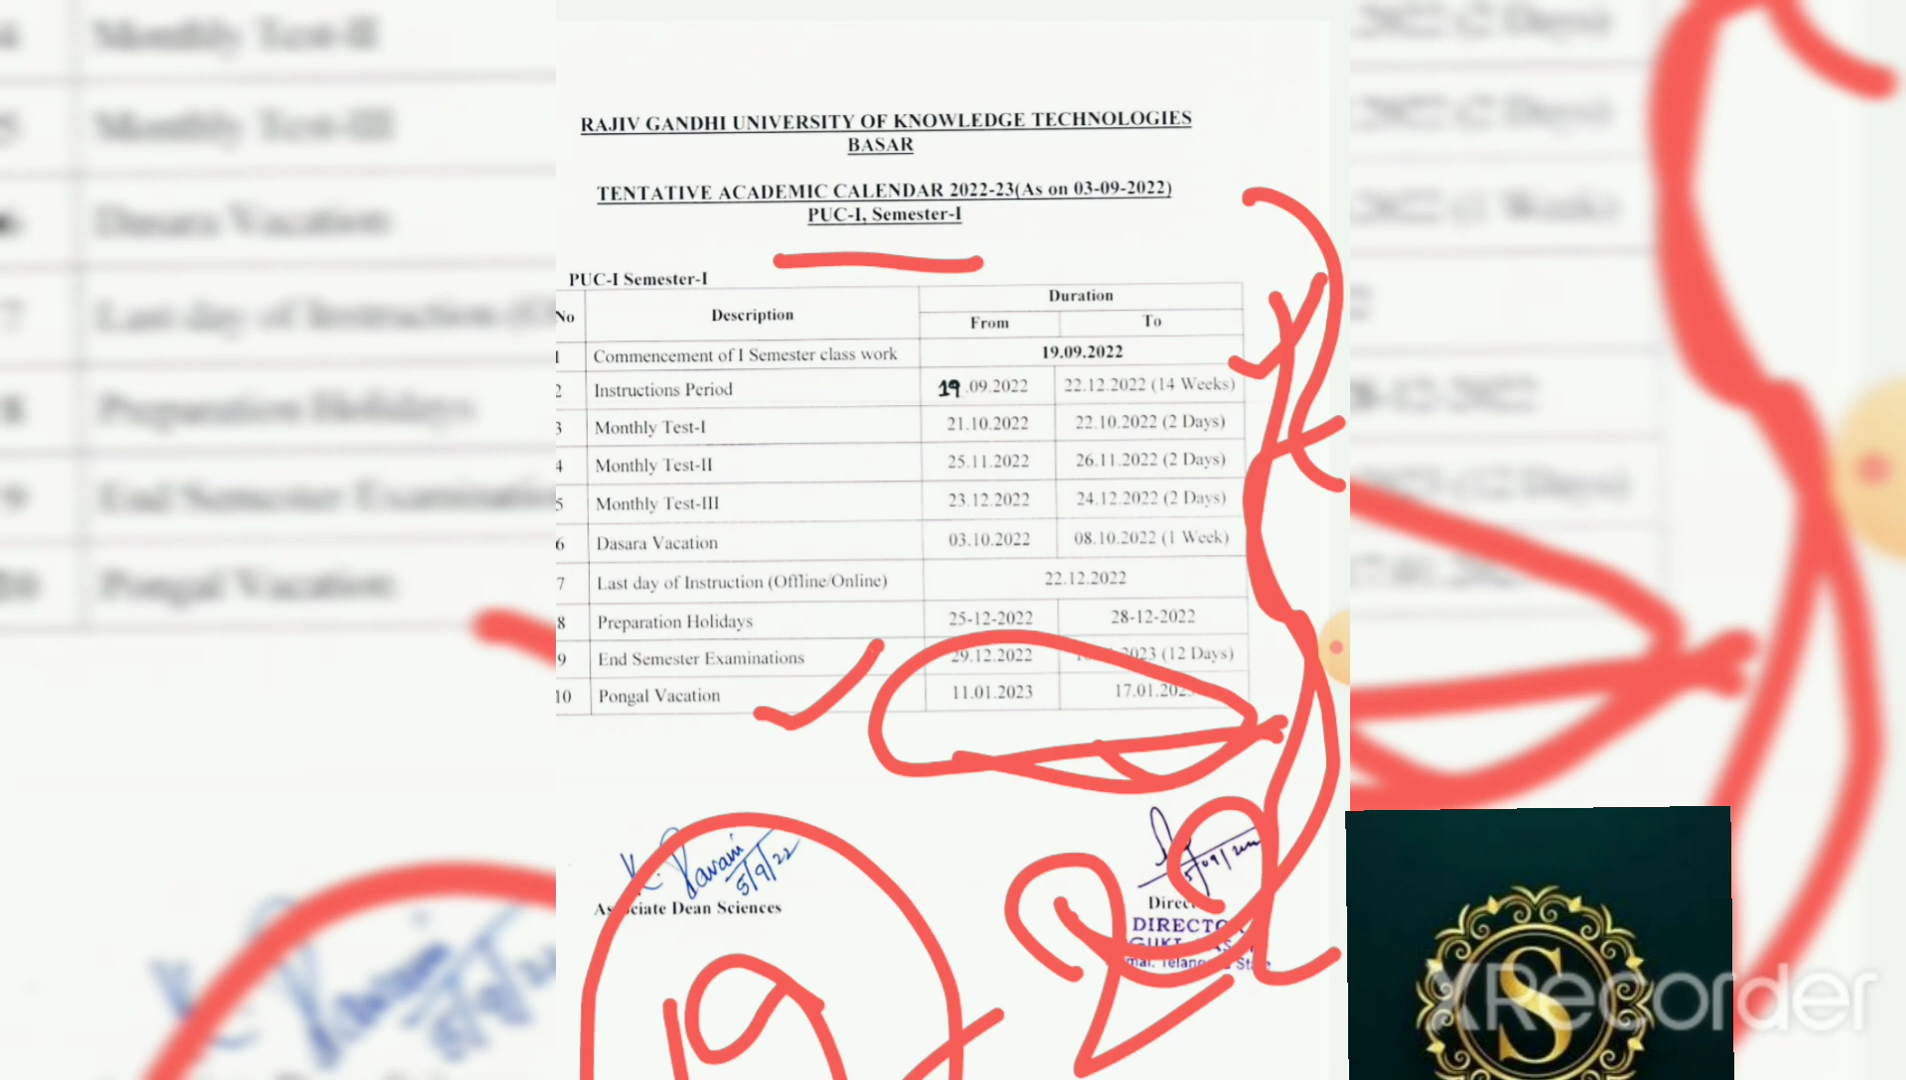 RAJIV GANDHI UNIVERSITY OF KNOWLEDGE TECHNOLOGIES
BASAR
TENTATIVE ACADEMIC CALENDAR 2022-23(As on 03-09-2022)
PUC-I, Semester-I
PUC-I Semester-I
No Description Duration
From To
1 Commencement of I Semester class work 19.09.2022
2 Instructions Period 19.09.2022 22.12.2022 (14 Weeks)
3 Monthly Test-I 21.10.2022 22.10.2022 (2 Days)
4 Monthly Test-II 25.11.2022 26.11.2022 (2 Days)
5 Monthly Test-III 23.12.2022 24.12.2022 (2 Days)
6 Dasara Vacation 03.10.2022 08.10.2022 (1 Week)
7 Last day of Instruction (Offline/Online) 22.12.2022
8 Preparation Holidays 25-12-2022 28-12-2022
9 End Semester Examinations 29.12.2022 2023 (12 Days)
10 Pongal Vacation 11.01.2023 17.01.202
5/9/22
Associate Dean Sciences
19
S
XRecorder